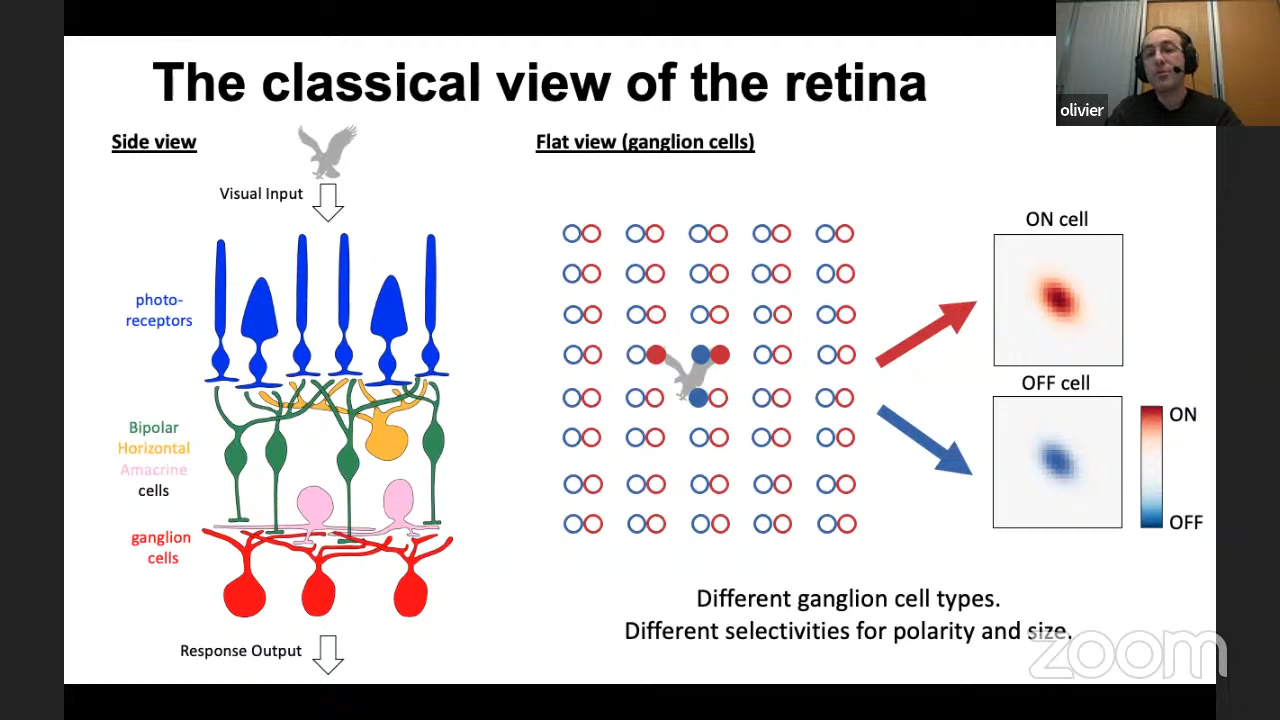 The classical view of the retina
olivier
Side view
Flat view (ganglion cells)
Visual Input
photo-
receptors
Bipolar
Horizontal
Amacrine
cells
ganglion
cells
Response Output
ON cell
OFF cell
ON
OFF
Different ganglion cell types.
Different selectivities for polarity and size.
zoom